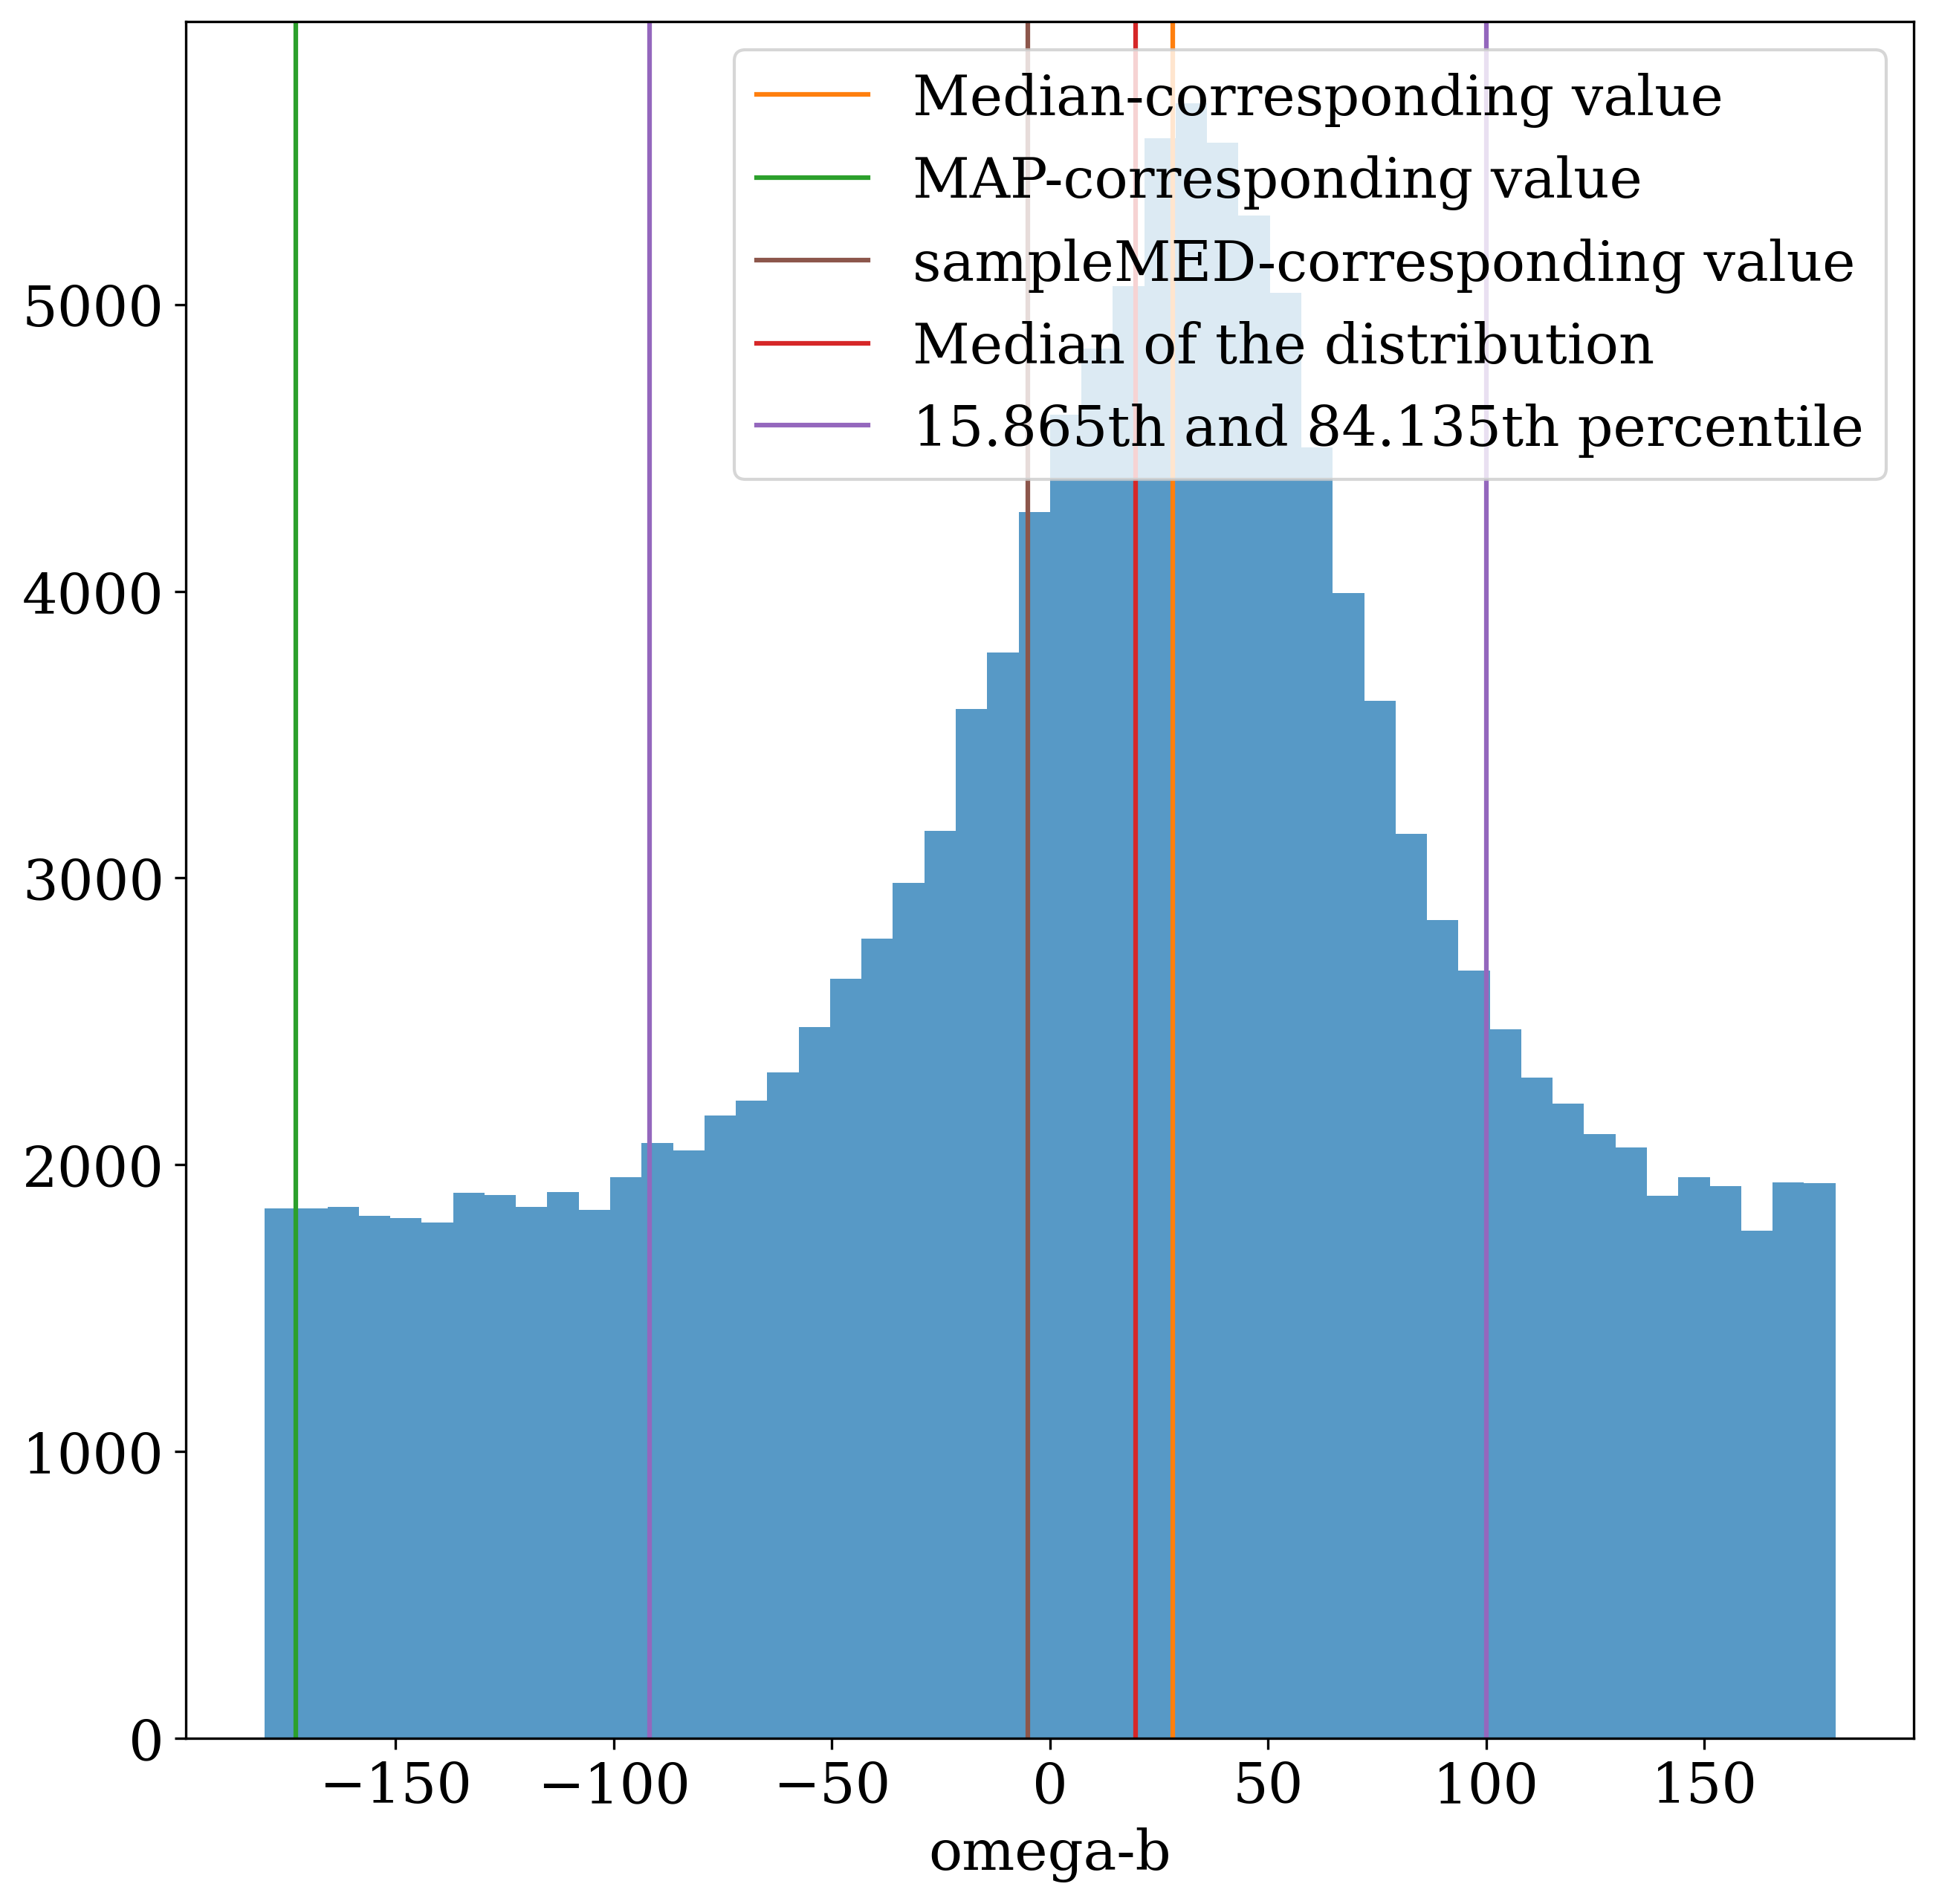 Median-corresponding value
MAP-corresponding value
sampleMED-corresponding value
Median of the distribution
15.865th and 84.135th percentile
5000
4000
3000
2000
1000
0
−150 −100 −50 0 50 100 150
omega-b